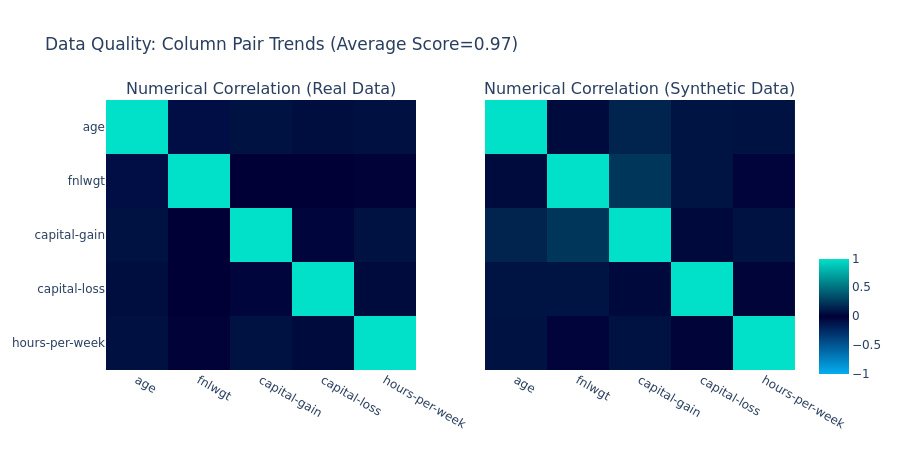 Data Quality: Column Pair Trends (Average Score=0.97)
Numerical Correlation (Real Data)
Numerical Correlation (Synthetic Data)
age
fnlwgt
capital-gain
capital-loss
hours-per-week
age
fnlwgt
capital-gain
capital-loss
hours-per-week
age
fnlwgt
capital-gain
capital-loss
hours-per-week
1
0.5
0
−0.5
−1